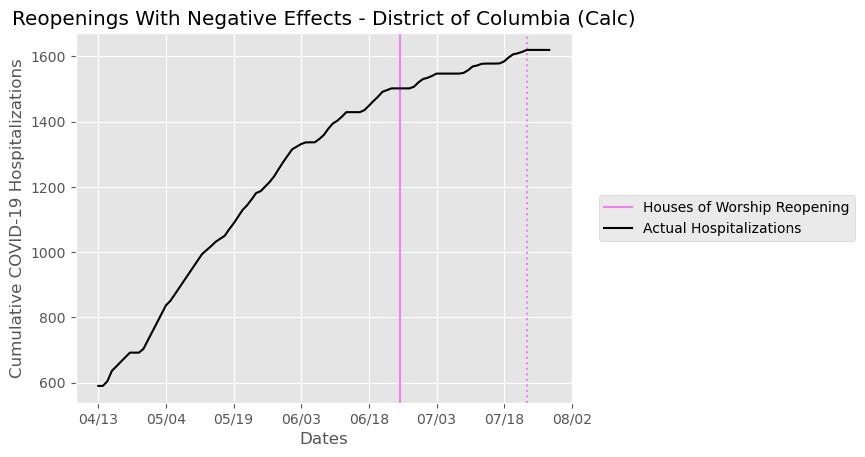 Reopenings With Negative Effects - District of Columbia (Calc)
Cumulative COVID-19 Hospitalizations
1600
1400
1200
1000
800
600
04/13 05/04 05/19 06/03 06/18 07/03 07/18 08/02
Dates
Houses of Worship Reopening
Actual Hospitalizations